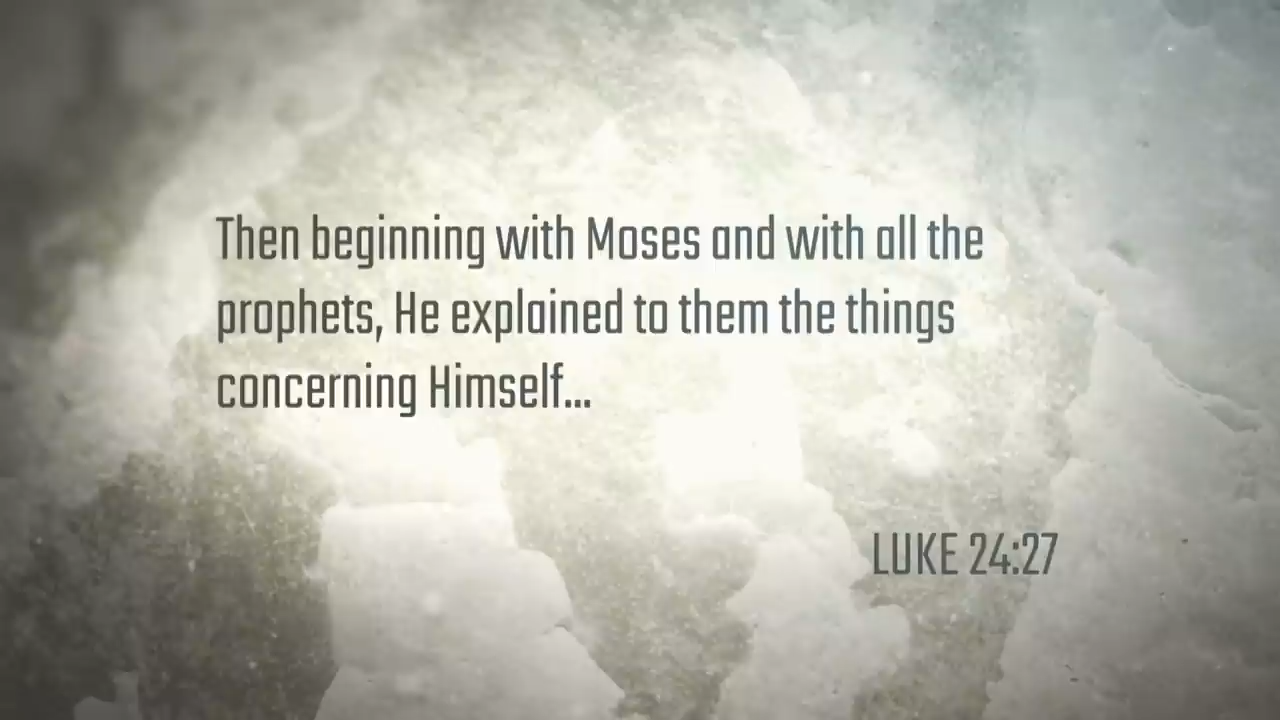 Then beginning with Moses and with all the
prophets, He explained to them the things
concerning Himself...
LUKE 24:27